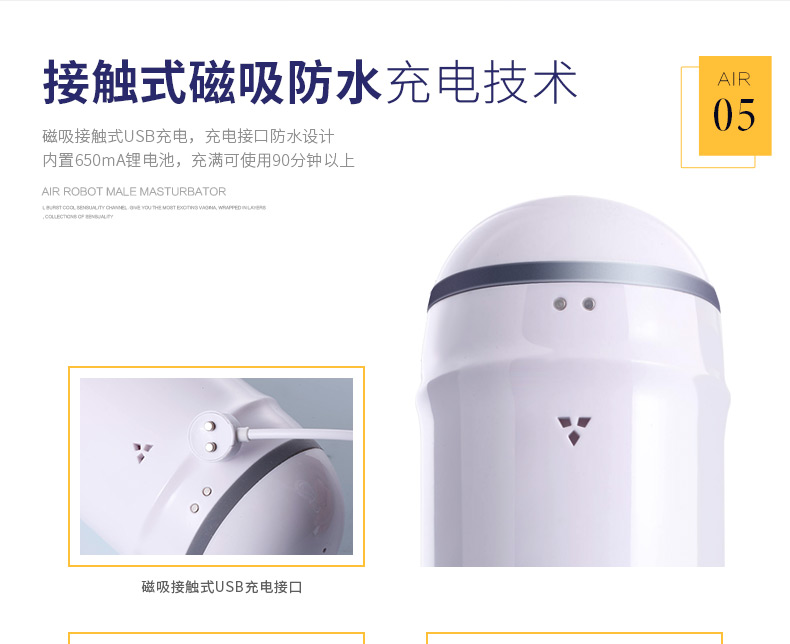 接触式磁吸防水充电技术
AIR
05
磁吸接触式USB充电，充电接口防水设计
内置650mA锂电池，充满可使用90分钟以上
AIR ROBOT MALE MASTURBATOR
L BURST COOL SENSUALITY CHANNEL. GIVE YOU THE MOST EXCITING VAGINA, WRAPPED IN LAYERS
, COLLECTIONS OF SENSUALITY
磁吸接触式USB充电接口